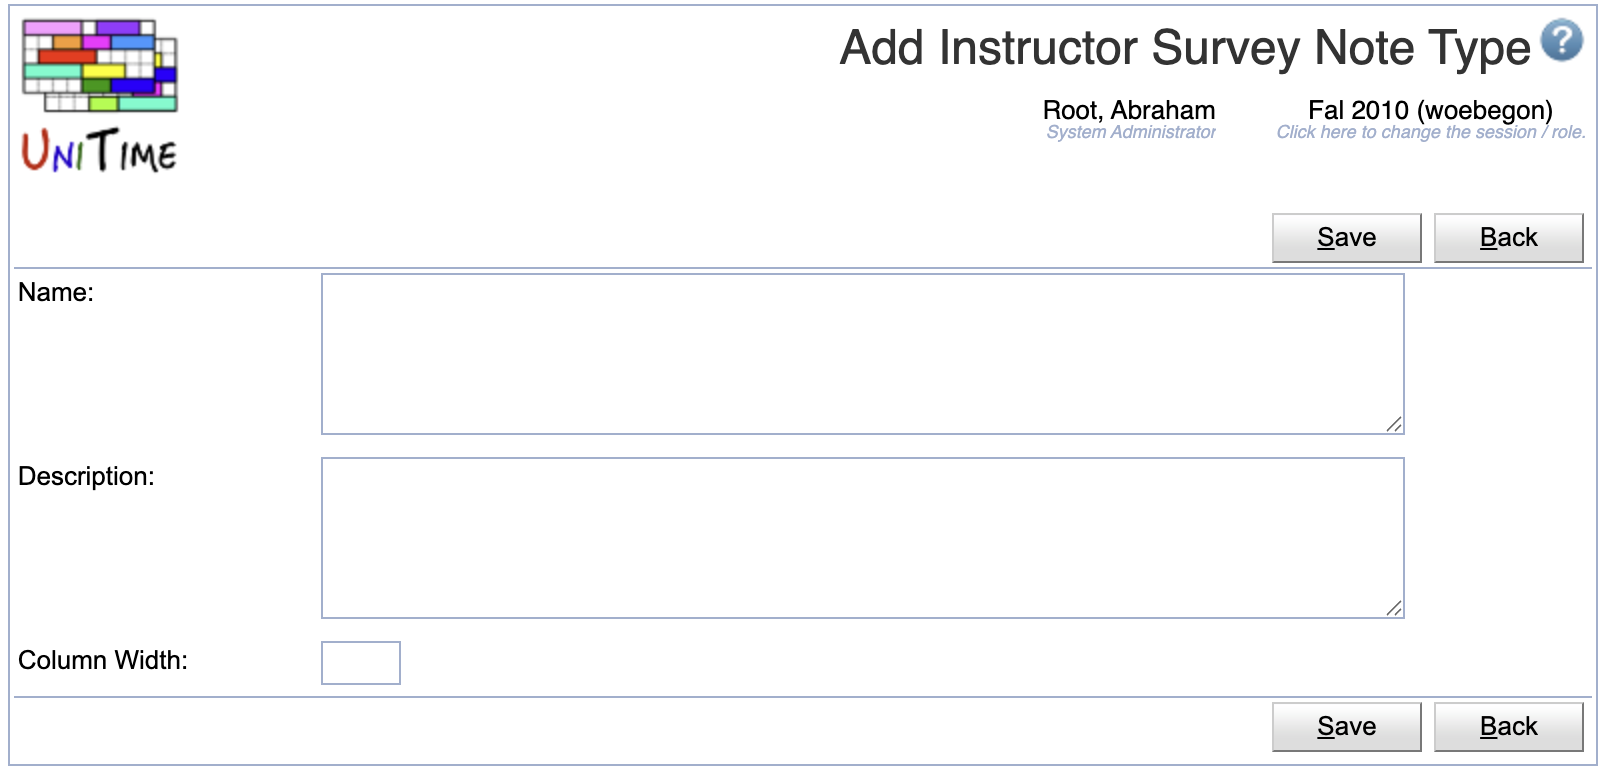 Add Instructor Survey Note Type
?
UNITIME
Root, Abraham
System Administrator
Fal 2010 (woebegon)
Click here to change the session / role.
Save
Back
Name:
Description:
Column Width:
Save
Back